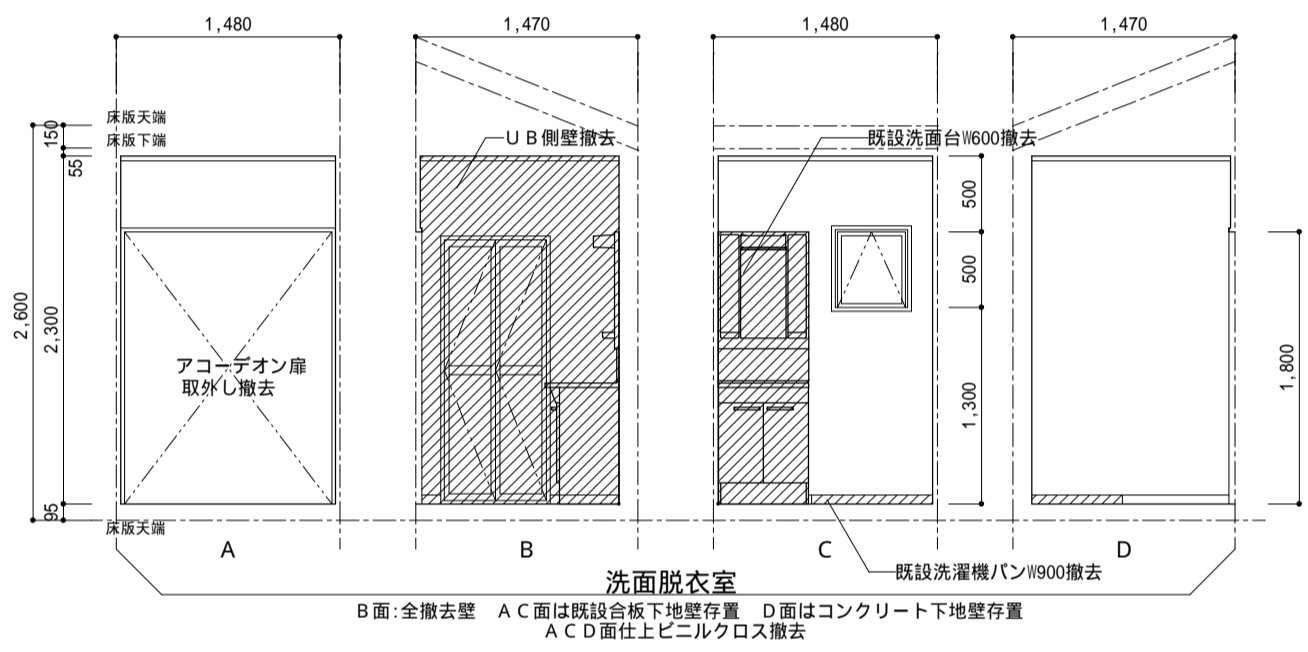 1,480
1,470
1,480
1,470
床版天端
床版下端
150
55
2,600
2,300
95
床版天端
ＵＢ側壁撤去
既設洗面台W600撤去
アコーデオン扉
取外し撤去
500
500
1,300
1,800
A
B
C
D
既設洗濯機パンW900撤去
洗面脱衣室
Ｂ面:全撤去壁　ＡＣ面は既設合板下地壁存置　Ｄ面はコンクリート下地壁存置
ＡＣＤ面仕上ビニルクロス撤去